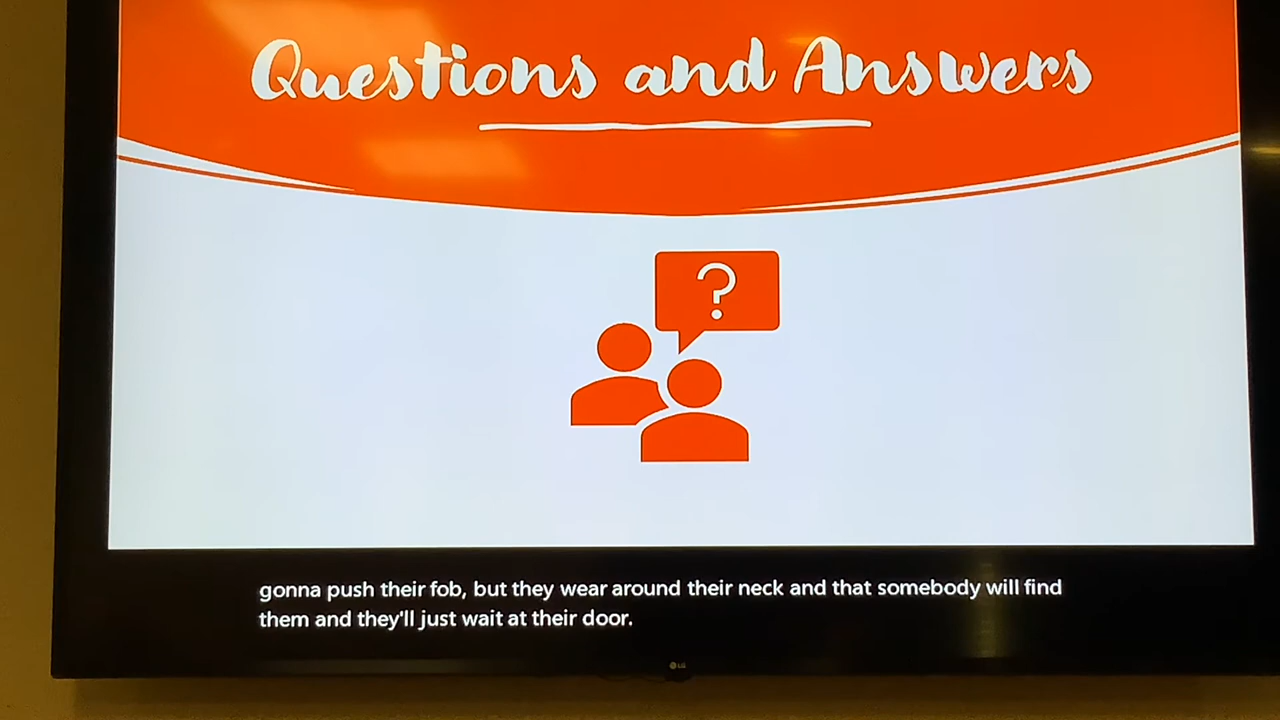 Questions and Answers
?
gonna push their fob, but they wear around their neck and that somebody will find
them and they'll just wait at their door.
LG